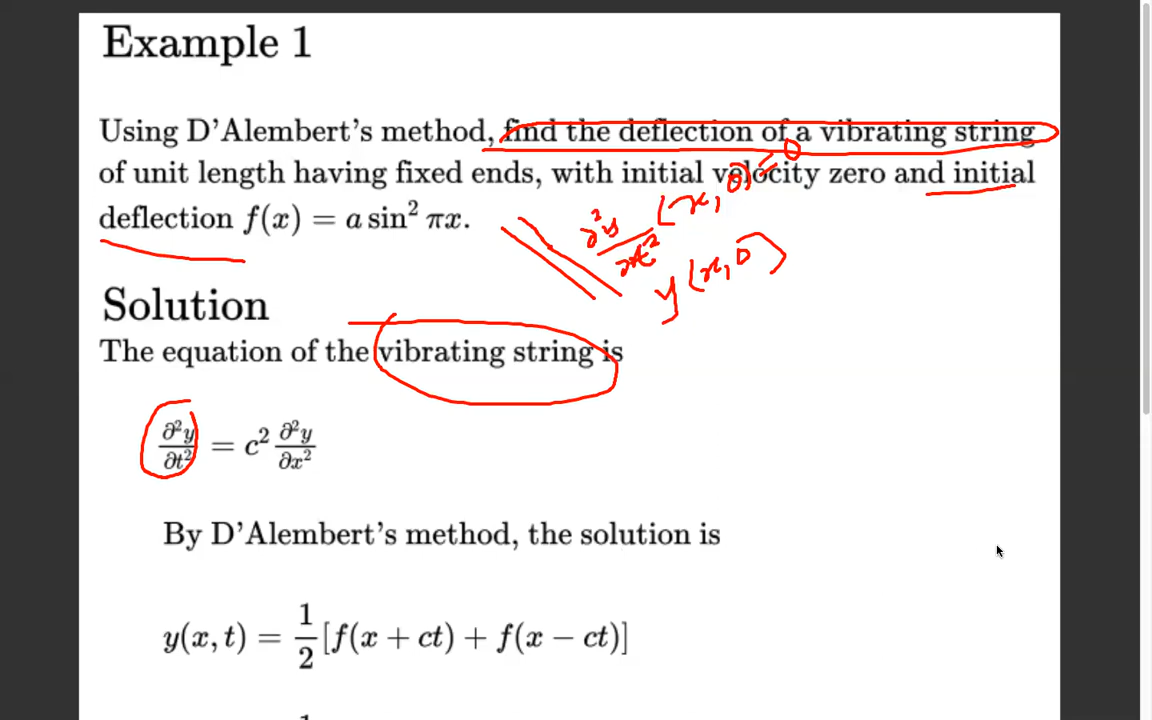 Example 1
Using D'Alembert's method, find the deflection of a vibrating string
of unit length having fixed ends, with initial velocity zero and initial
deflection f(x) = a sin² πx.
∂²y/∂t² (x, 0) = 0
y(x, 0)
Solution
The equation of the vibrating string is
∂²y/∂t² = c² ∂²y/∂x²
By D'Alembert's method, the solution is
y(x, t) = 1/2 [f(x + ct) + f(x − ct)]